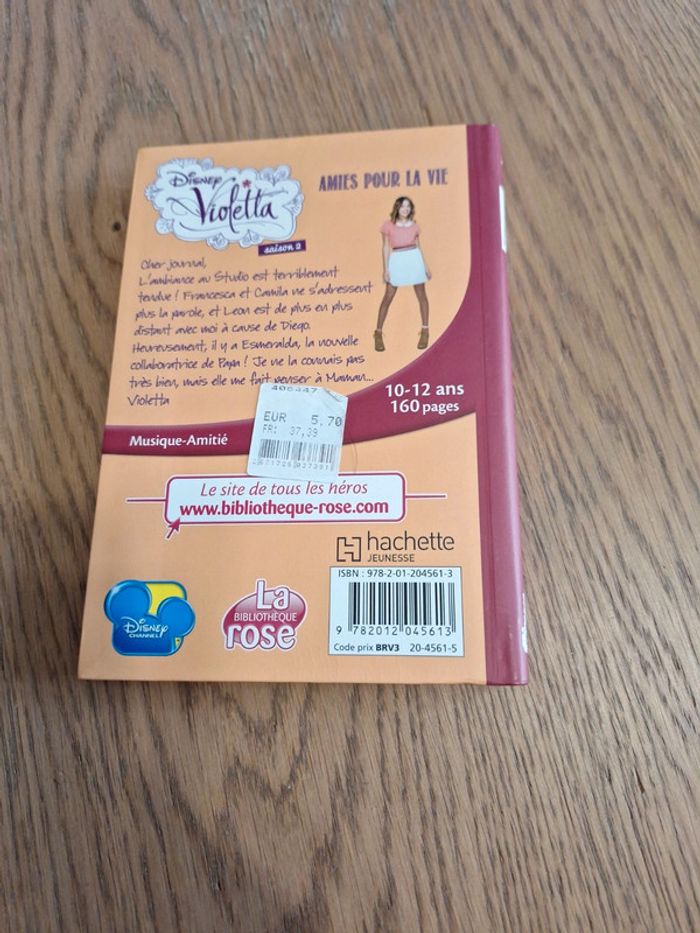 Disney
Violetta
saison 2
AMIES POUR LA VIE
Cher journal,
L'ambiance au Studio est terriblement
tendue ! Francesca et Camila ne s'adressent
plus la parole, et Leon est de plus en plus
distant avec moi à cause de Diego.
Heureusement, il y a Esmeralda, la nouvelle
collaboratrice de Papa ! Je ne la connais pas
très bien, mais elle me fait penser à Maman...
Violetta
10-12 ans
160 pages
EUR 5.70
FR: 37,39
Musique-Amitié
Le site de tous les héros
www.bibliotheque-rose.com
hachette
JEUNESSE
ISBN : 978-2-01-204561-3
9 782012 045613
Code prix BRV3 20-4561-5
Disney
CHANNEL
La
BIBLIOTHÈQUE
rose